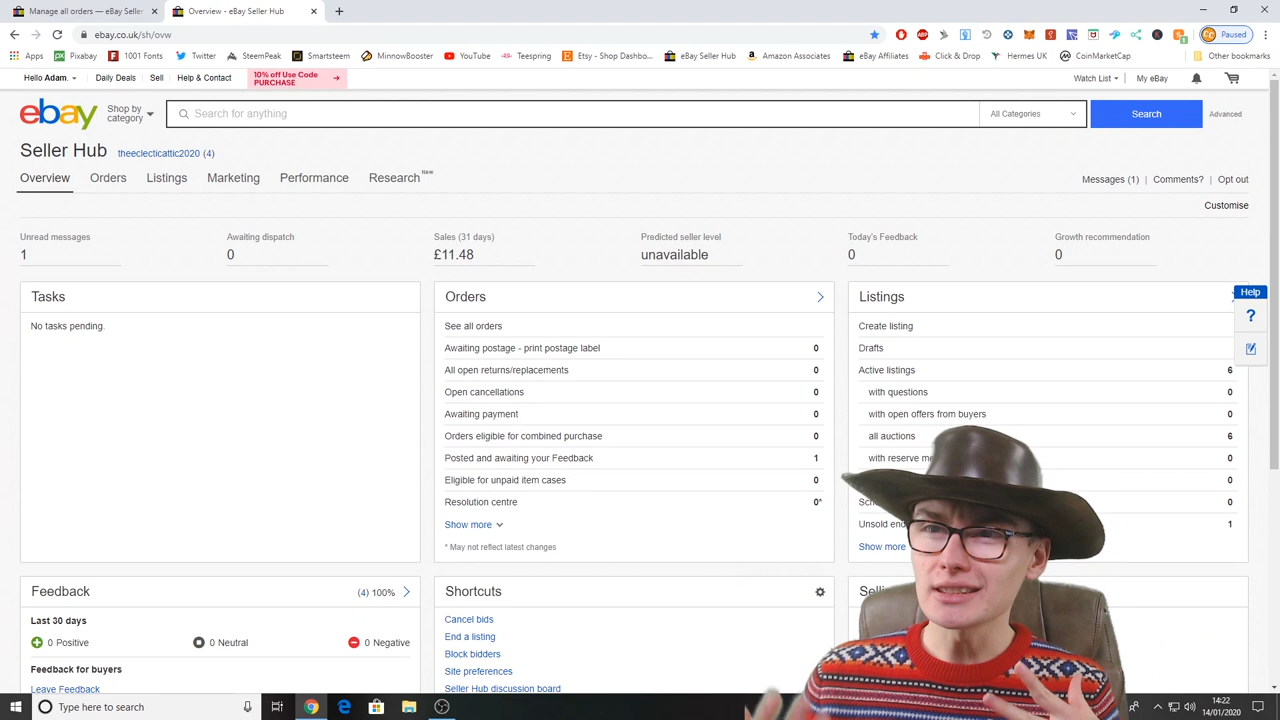 Manage all orders — eBay Seller
Overview - eBay Seller Hub
ebay.co.uk/sh/ovw
Paused
Apps
Pixabay
1001 Fonts
Twitter
SteemPeak
Smartsteem
MinnowBooster
YouTube
Teespring
Etsy - Shop Dashbo...
eBay Seller Hub
Amazon Associates
eBay Affiliates
Click & Drop
Hermes UK
CoinMarketCap
Other bookmarks
Hello Adam.
Daily Deals
Sell
Help & Contact
10% off Use Code
PURCHASE
Watch List
My eBay
ebay
Shop by
category
Search for anything
All Categories
Search
Advanced
Seller Hub
theeclecticattic2020 (4)
Overview
Orders
Listings
Marketing
Performance
Research New
Messages (1)
Comments?
Opt out
Customise
Unread messages
1
Awaiting dispatch
0
Sales (31 days)
£11.48
Predicted seller level
unavailable
Today's Feedback
0
Growth recommendation
0
Tasks
No tasks pending.
Orders
See all orders
Awaiting postage - print postage label 0
All open returns/replacements 0
Open cancellations 0
Awaiting payment 0
Orders eligible for combined purchase 0
Posted and awaiting your Feedback 1
Eligible for unpaid item cases 0
Resolution centre 0*
Show more
* May not reflect latest changes
Listings
Create listing
Drafts
Active listings 6
with questions 0
with open offers from buyers 0
all auctions 6
with reserve 0
0
Unsold 1
Show more
Help
?
Feedback
(4) 100%
Last 30 days
0 Positive
0 Neutral
0 Negative
Feedback for buyers
Leave Feedback
Shortcuts
Cancel bids
End a listing
Block bidders
Site preferences
Seller Hub discussion board
Type here to
14:22
14/01/2020